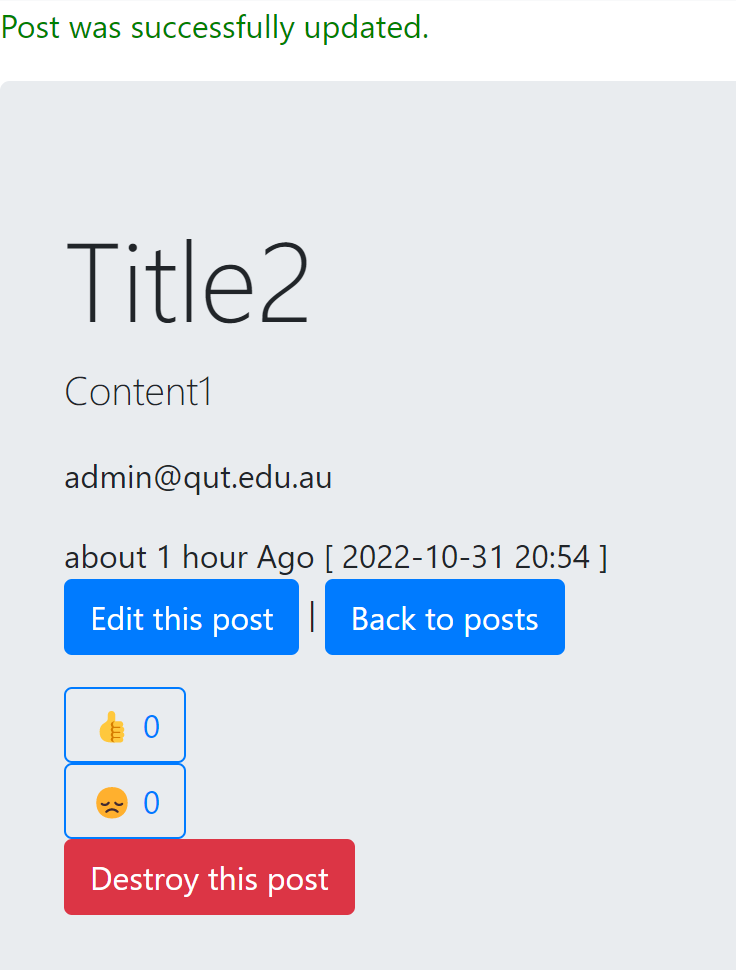 Post was successfully updated.
Title2
Content1
admin@qut.edu.au
about 1 hour Ago [ 2022-10-31 20:54 ]
Edit this post | Back to posts
👍 0
😞 0
Destroy this post